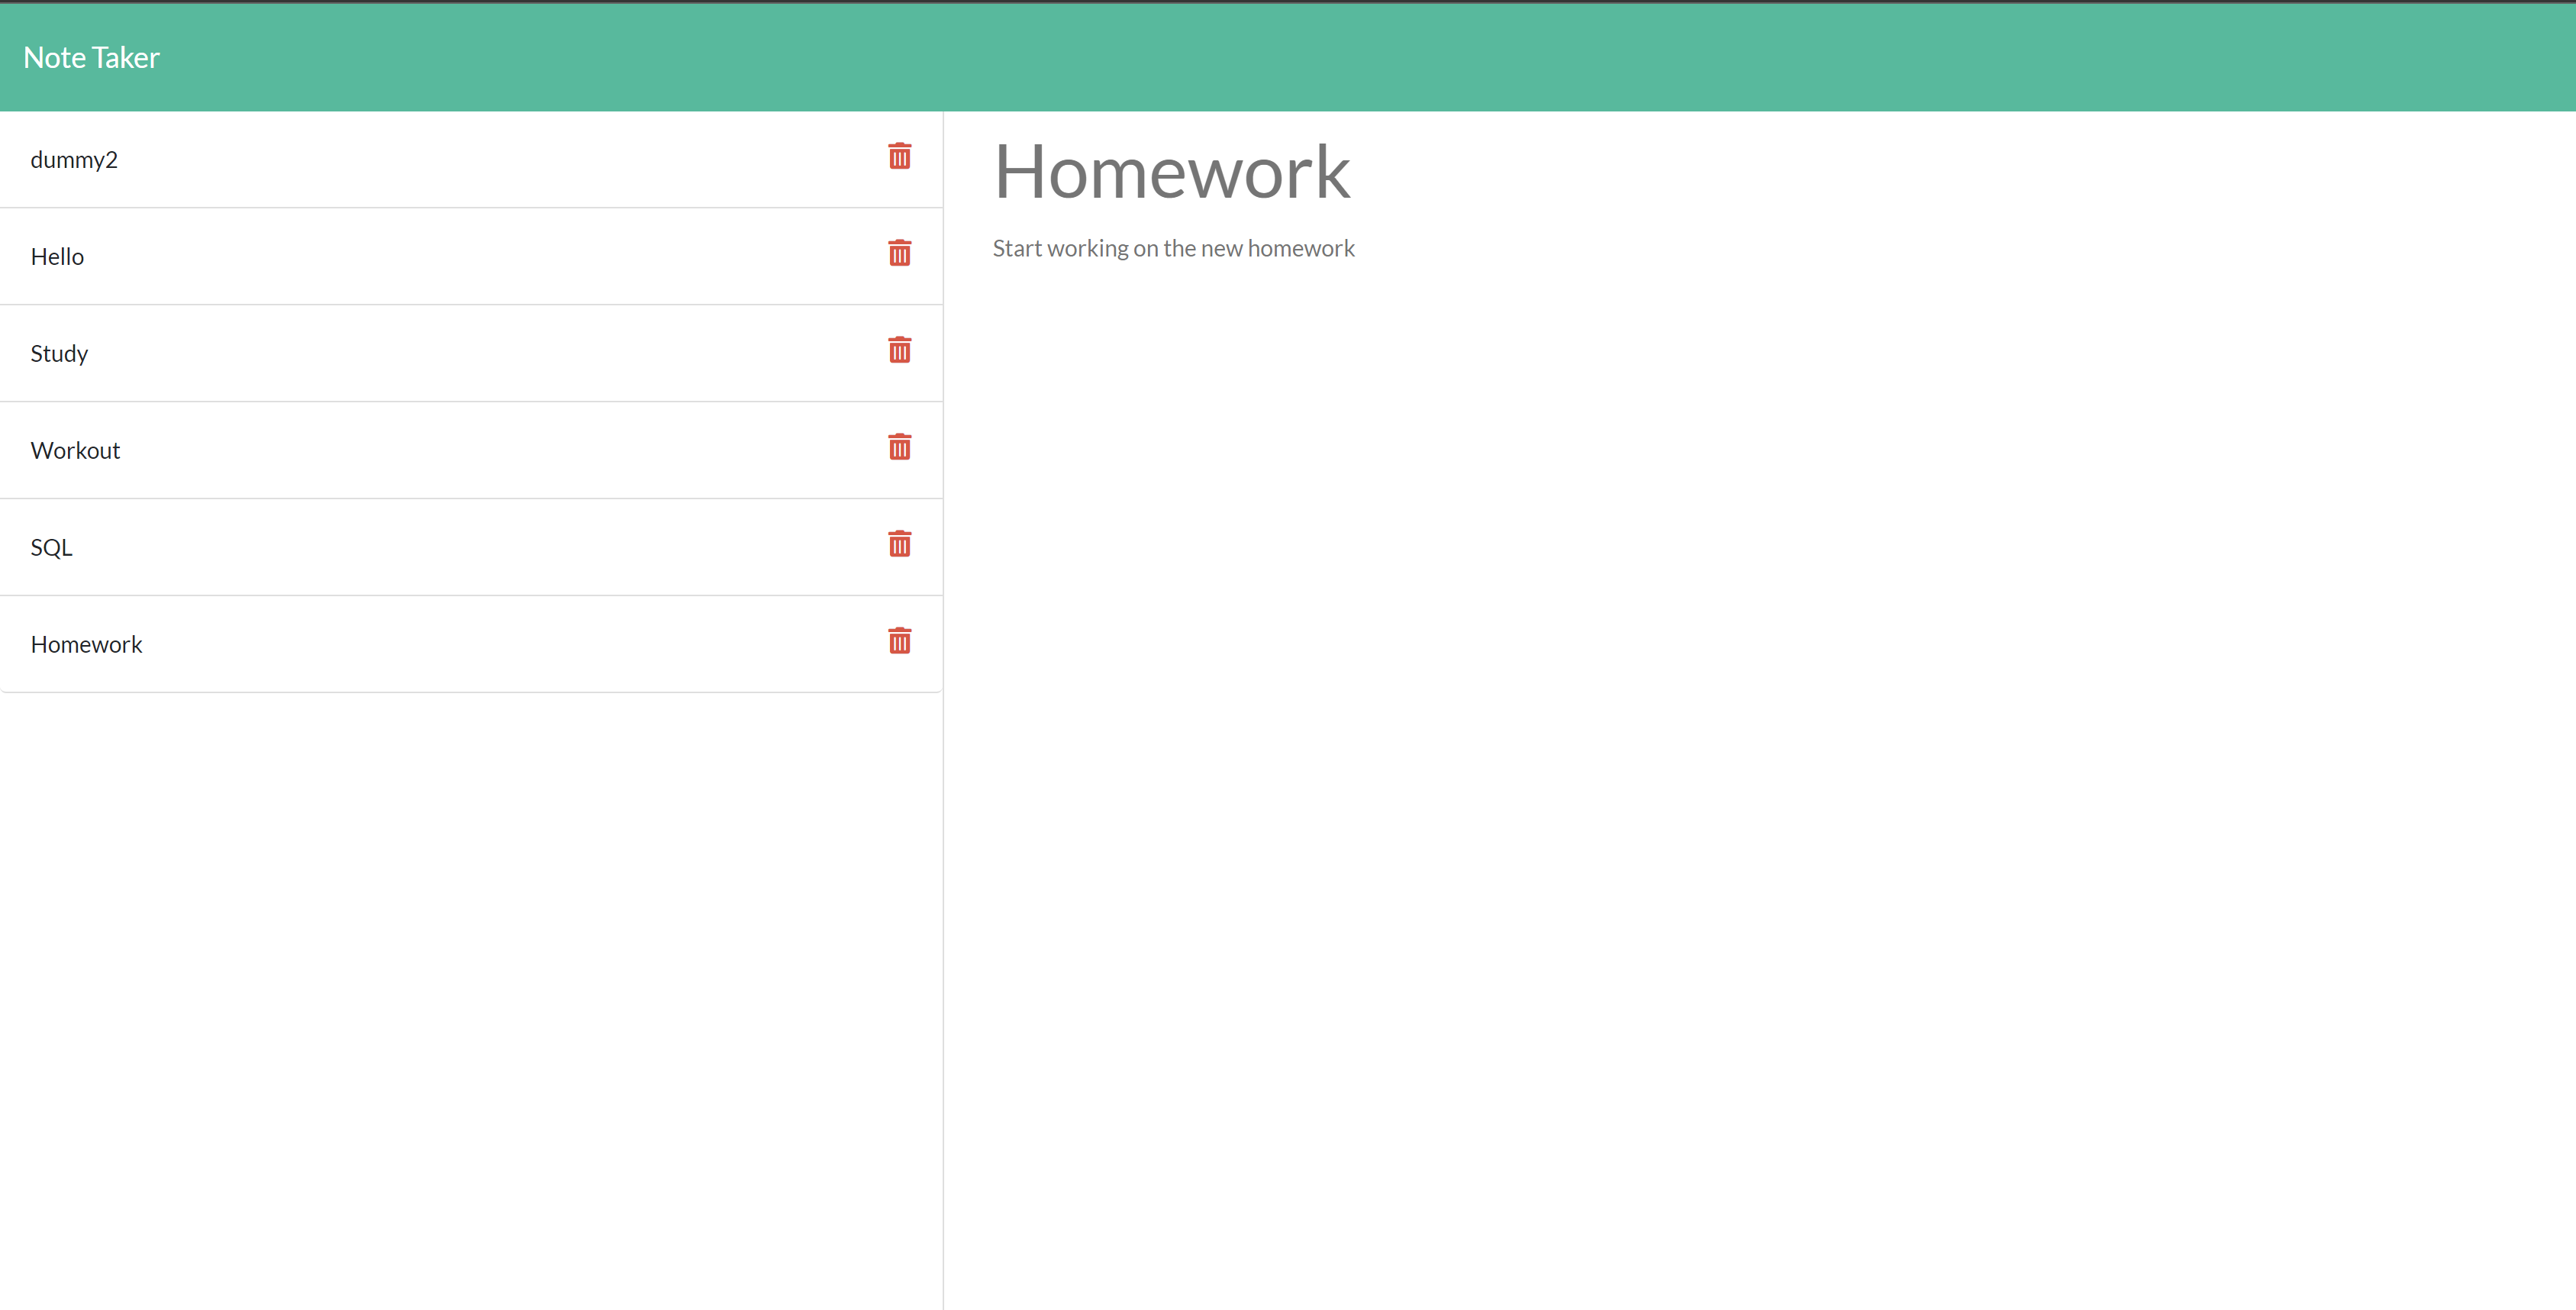 Note Taker
dummy2
Hello
Study
Workout
SQL
Homework
Homework
Start working on the new homework